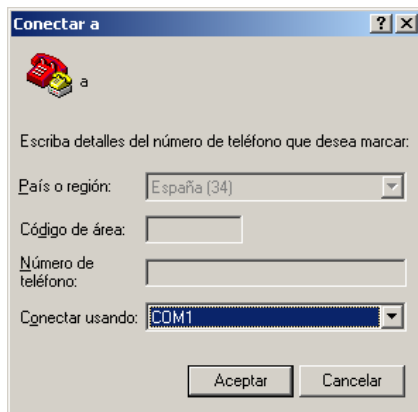 Conectar a
a
Escriba detalles del número de teléfono que desea marcar:
País o región: España (34)
Código de área:
Número de
teléfono:
Conectar usando: COM1
Aceptar Cancelar